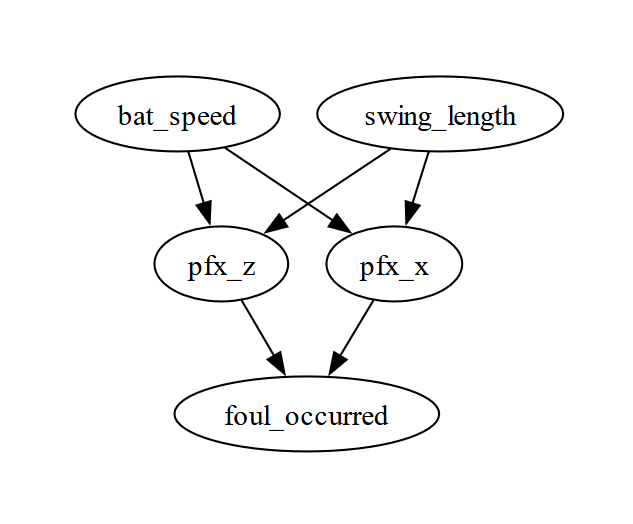 bat_speed
swing_length
pfx_z
pfx_x
foul_occurred